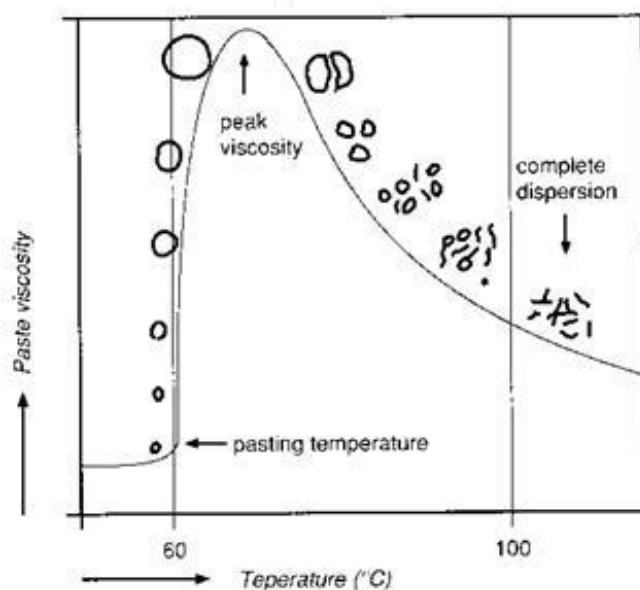 peak
viscosity
complete
dispersion
Paste viscosity
pasting temperature
60
100
Teperature (°C)